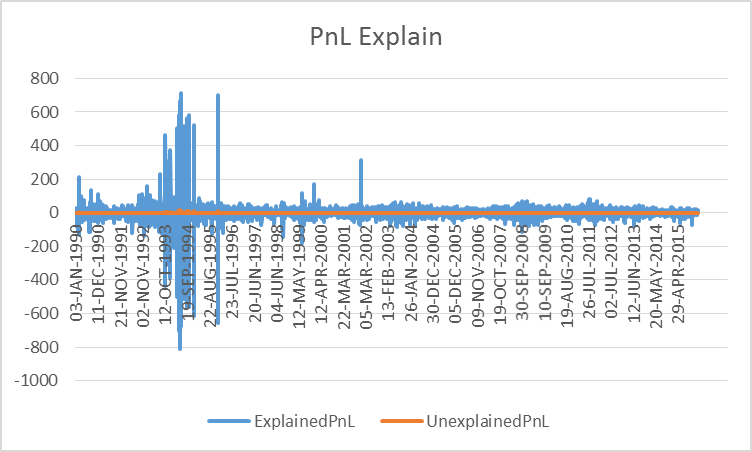 PnL Explain
800
600
400
200
0
-200
-400
-600
-800
-1000
03-JAN-1990
11-DEC-1990
21-NOV-1991
02-NOV-1992
12-OCT-1993
19-SEP-1994
22-AUG-1995
23-JUL-1996
20-JUN-1997
04-JUN-1998
12-MAY-1999
12-APR-2000
22-MAR-2001
05-MAR-2002
13-FEB-2003
26-JAN-2004
30-DEC-2004
05-DEC-2005
09-NOV-2006
19-OCT-2007
30-SEP-2008
10-SEP-2009
19-AUG-2010
26-JUL-2011
02-JUL-2012
12-JUN-2013
20-MAY-2014
29-APR-2015
ExplainedPnL UnexplainedPnL